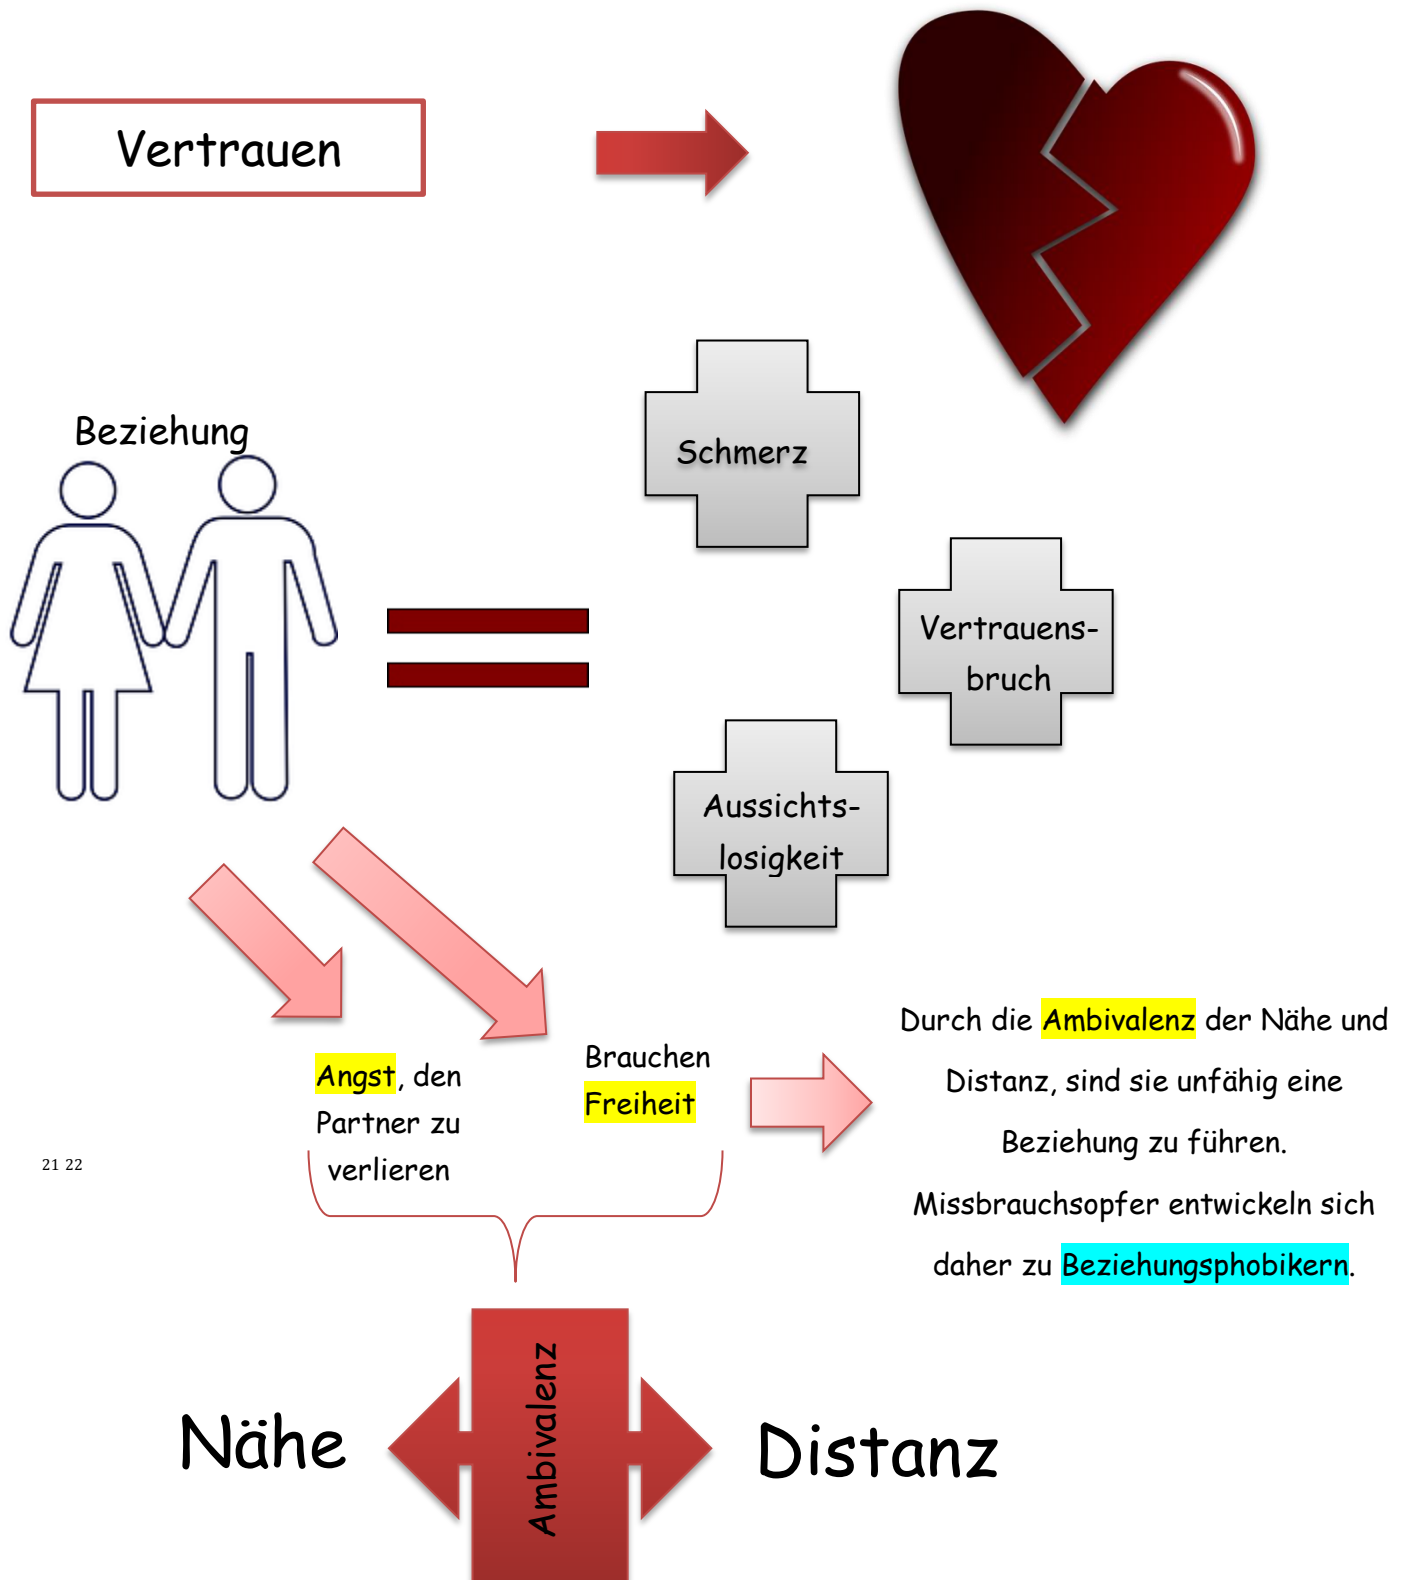 Vertrauen
Beziehung
Schmerz
Vertrauens-
bruch
Aussichts-
losigkeit
Angst, den
Partner zu
verlieren
Brauchen
Freiheit
Durch die Ambivalenz der Nähe und
Distanz, sind sie unfähig eine
Beziehung zu führen.
Missbrauchsopfer entwickeln sich
daher zu Beziehungsphobikern.
21 22
Nähe
Ambivalenz
Distanz